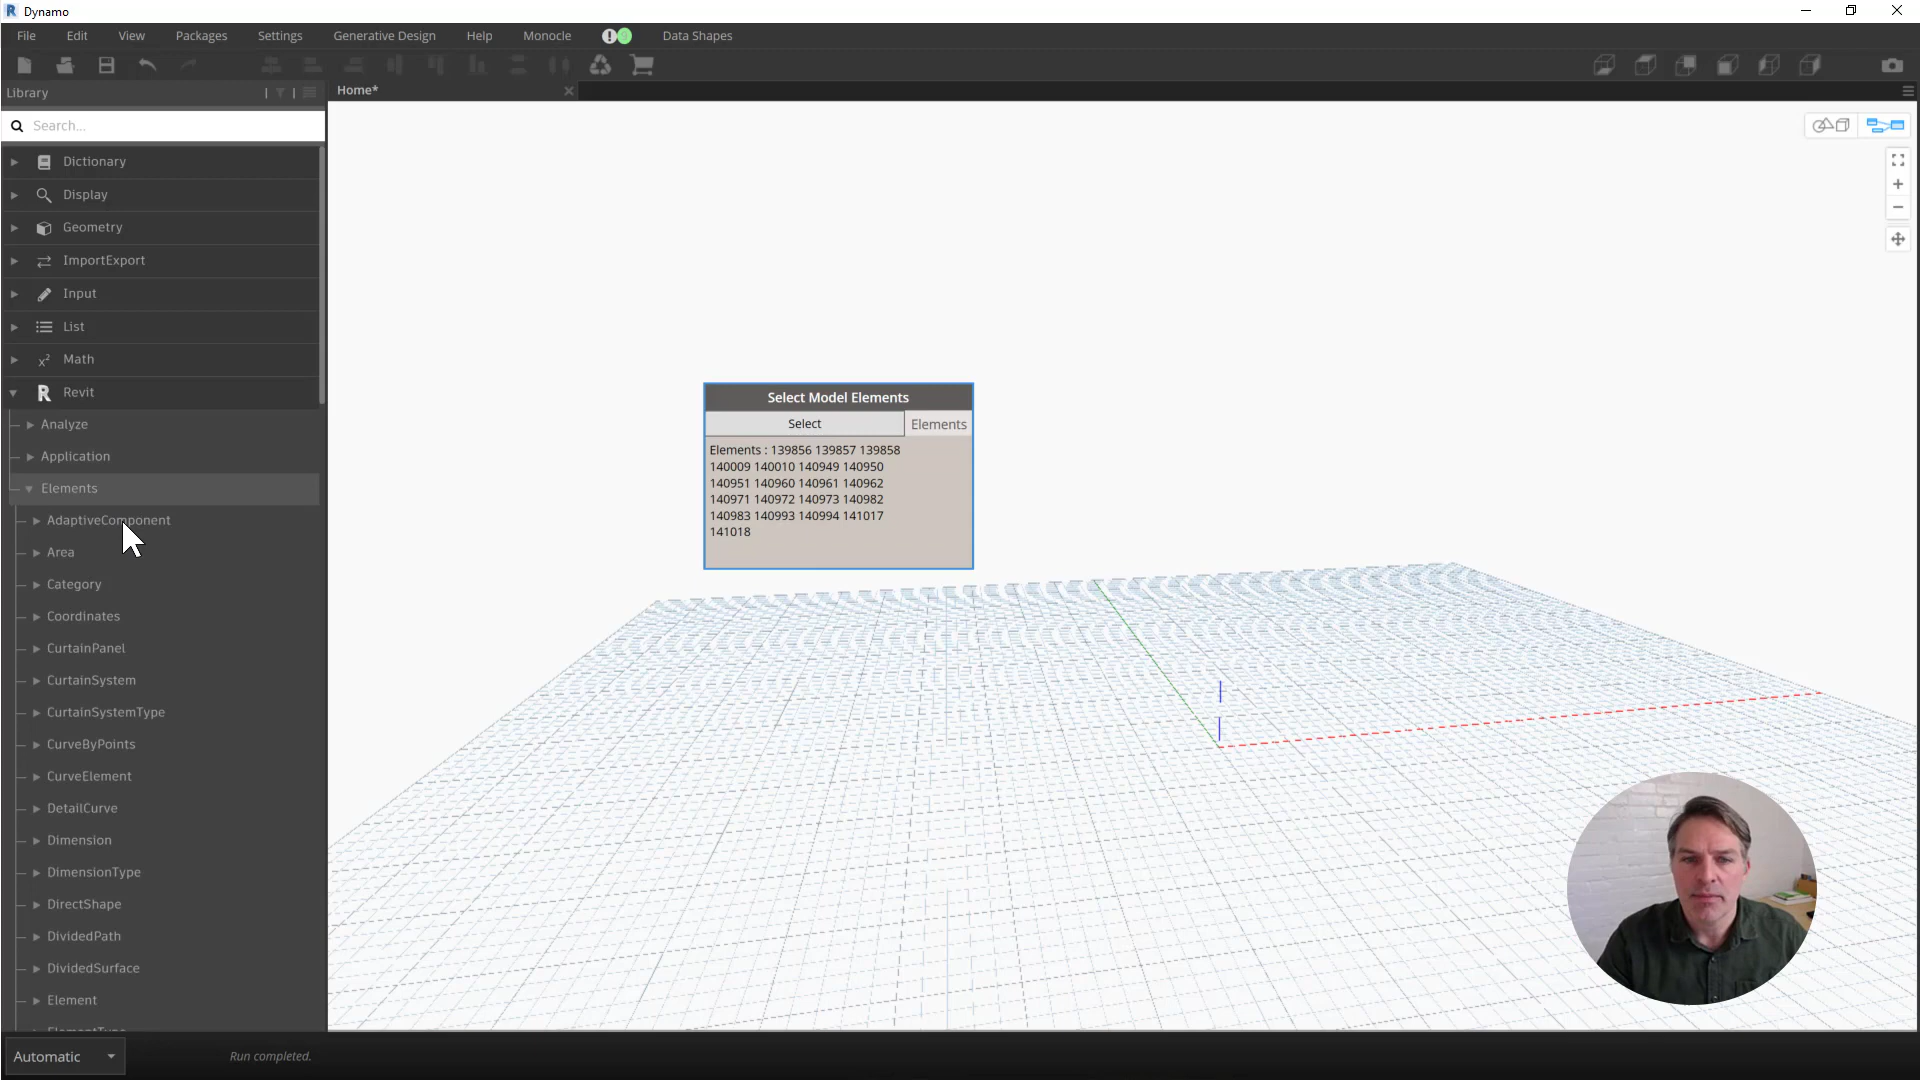 Dynamo
File Edit View Packages Settings Generative Design Help Monocle Data Shapes
Library
Home*
Search...
Dictionary
Display
Geometry
ImportExport
Input
List
Math
Revit
Analyze
Application
Elements
AdaptiveComponent
Area
Category
Coordinates
CurtainPanel
CurtainSystem
CurtainSystemType
CurveByPoints
CurveElement
DetailCurve
Dimension
DimensionType
DirectShape
DividedPath
DividedSurface
Element
ElementType
Select Model Elements
Select Elements
Elements : 139856 139857 139858
140009 140010 140949 140950
140951 140960 140961 140962
140971 140972 140973 140982
140983 140993 140994 141017
141018
Automatic
Run completed.